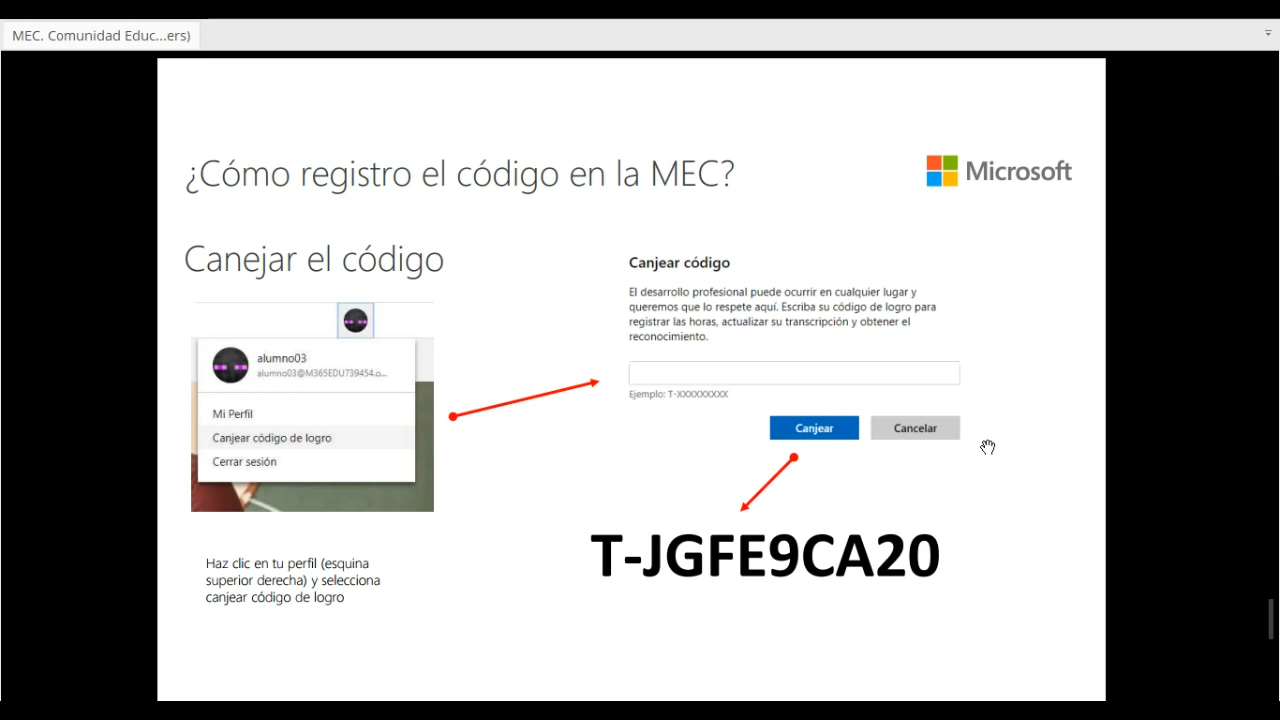 MEC. Comunidad Educ...ers)
¿Cómo registro el código en la MEC?
Microsoft
Canejar el código
alumno03
alumno03@M365EDU739454.o...
Mi Perfil
Canjear código de logro
Cerrar sesión
Haz clic en tu perfil (esquina
superior derecha) y selecciona
canjear código de logro
Canjear código
El desarrollo profesional puede ocurrir en cualquier lugar y
queremos que lo respete aquí. Escriba su código de logro para
registrar las horas, actualizar su transcripción y obtener el
reconocimiento.
Ejemplo: T-XXXXXXXXX
Canjear
Cancelar
T-JGFE9CA20